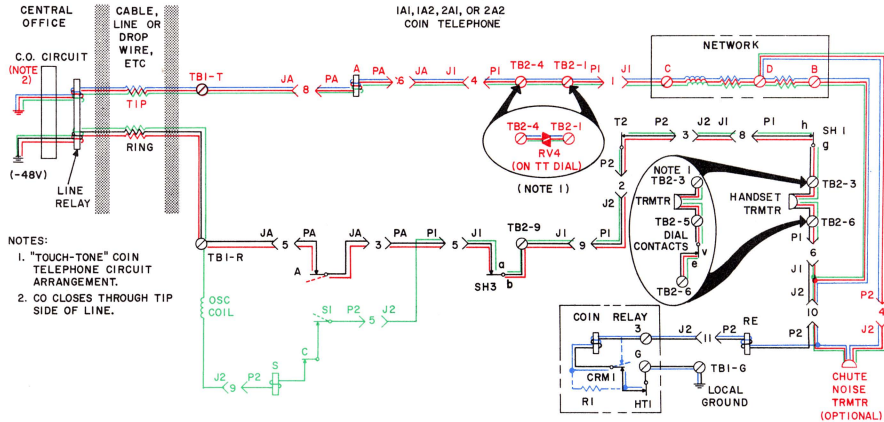 CENTRAL
OFFICE
C.O. CIRCUIT
(NOTE
2)
CABLE,
LINE OR
DROP
WIRE,
ETC
1A1, 1A2, 2A1, OR 2A2
COIN TELEPHONE
NETWORK
TIP
TB1-T
JA
8
PA
A
PA
6
JA
J1
4
P1
TB2-4
TB2-1
P1
1
J1
C
D
B
RING
(-48V)
LINE
RELAY
TB2-4
TB2-1
RV4
(ON TT DIAL)
(NOTE 1)
T2
P2
3
J2
J1
8
P1
h
SH 1
g
P2
2
J2
NOTE 1
TB2-3
TRMTR
TB2-5
DIAL
CONTACTS
v
e
TB2-6
TB2-3
HANDSET
TRMTR
TB2-6
P1
6
J1
J2
10
P2
P2
4
J2
TB1-R
JA
5
PA
A
JA
3
PA
P1
5
J1
SH3
a
b
TB2-9
J1
9
P1
NOTES:
1. "TOUCH-TONE" COIN
TELEPHONE CIRCUIT
ARRANGEMENT.
2. CO CLOSES THROUGH TIP
SIDE OF LINE.
OSC
COIL
J2
9
P2
S
C
S1
P2
5
J2
COIN RELAY
3
J2
11
P2
RE
G
CRM1
R1
HT1
TB1-G
LOCAL
GROUND
CHUTE
NOISE
TRMTR
(OPTIONAL)